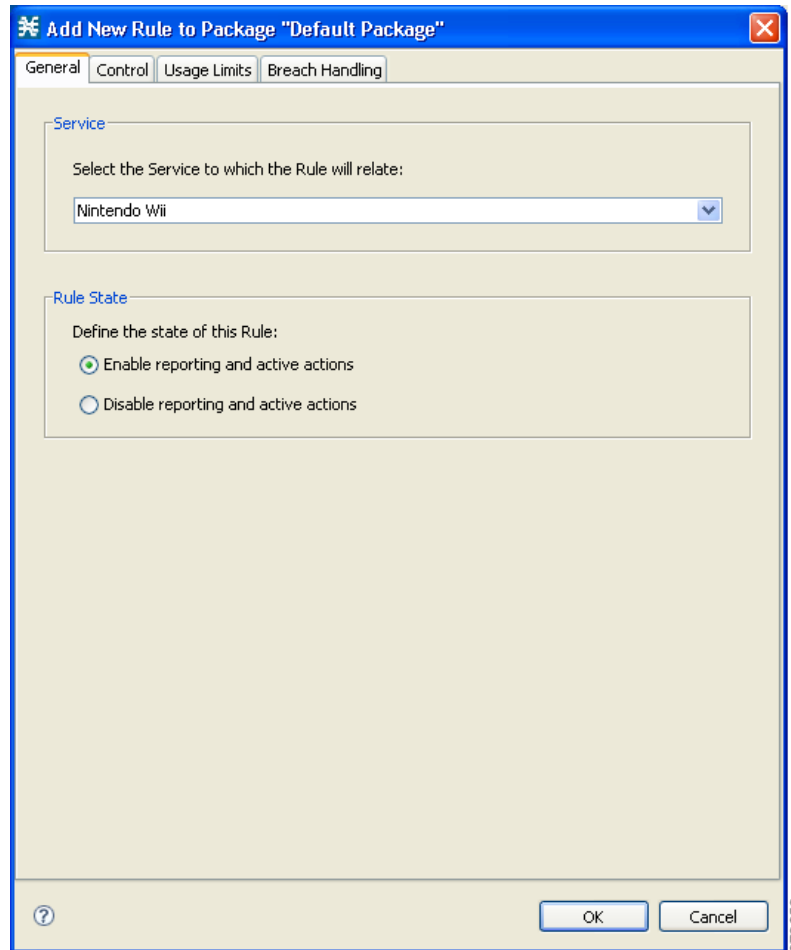 Add New Rule to Package "Default Package"
General Control Usage Limits Breach Handling
Service
Select the Service to which the Rule will relate:
Nintendo Wii
Rule State
Define the state of this Rule:
Enable reporting and active actions
Disable reporting and active actions
? OK Cancel